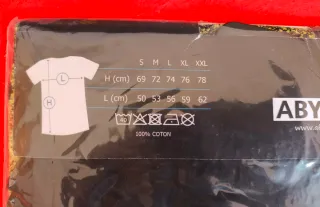 S M L XL XXL
H (cm) 69 72 74 76 78
L (cm) 50 53 56 59 62
L
H
100% COTON
ABY